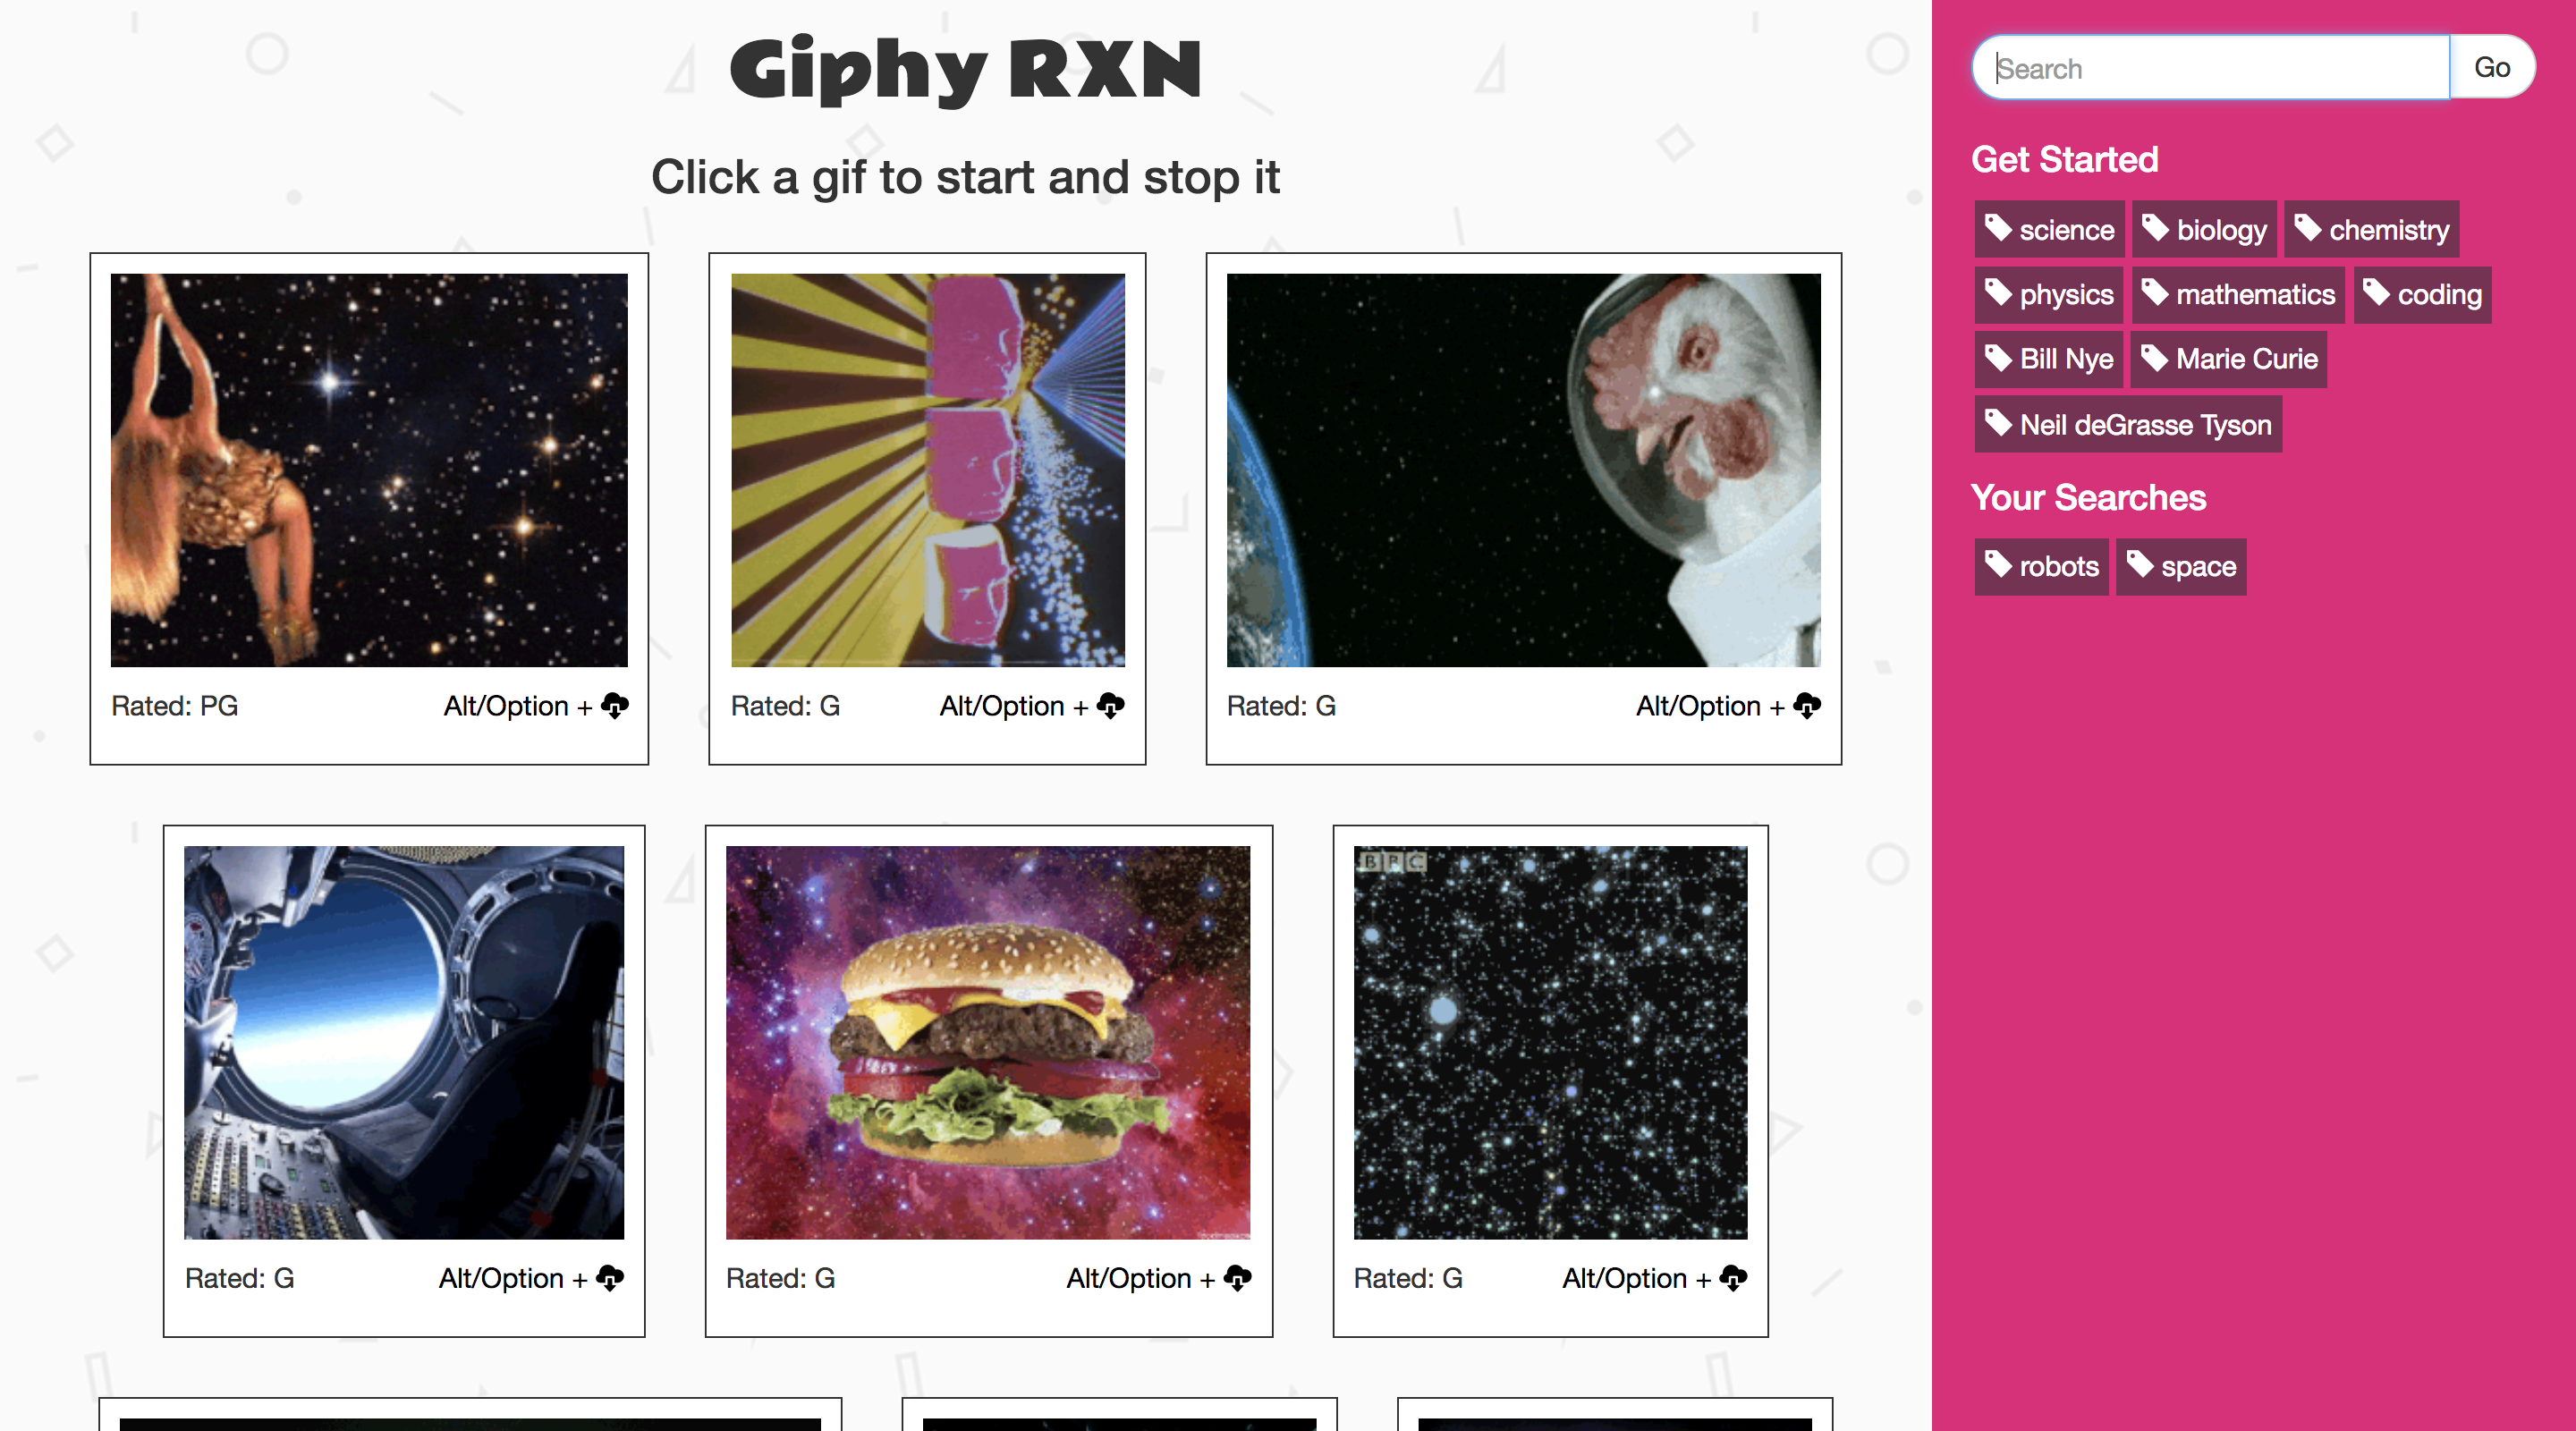 Giphy RXN
Click a gif to start and stop it
Rated: PG
Alt/Option +
Rated: G
Alt/Option +
Rated: G
Alt/Option +
BBC
Rated: G
Alt/Option +
Rated: G
Alt/Option +
Rated: G
Alt/Option +
Search
Go
Get Started
science biology chemistry
physics mathematics coding
Bill Nye Marie Curie
Neil deGrasse Tyson
Your Searches
robots space